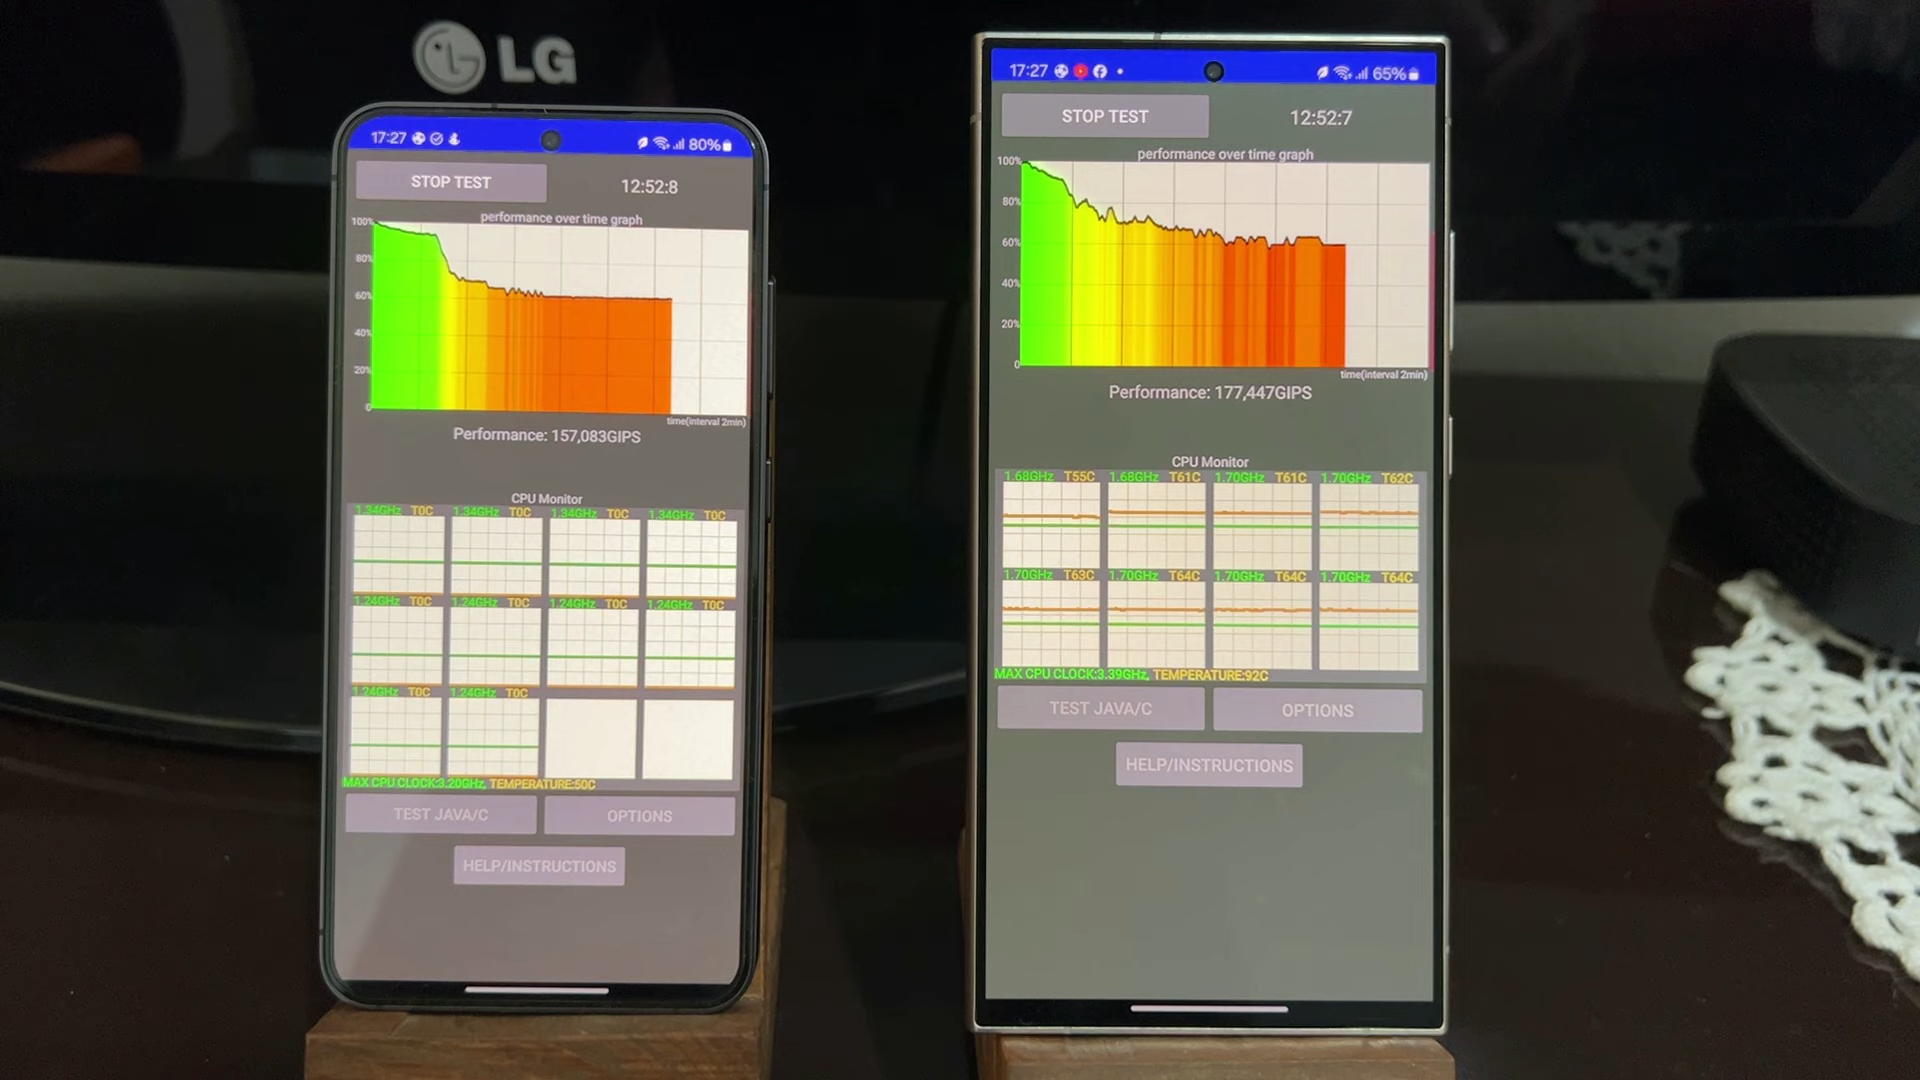 LG
17:27 80%
STOP TEST 12:52:8
performance over time graph
100%
80%
60%
40%
20%
0
time(interval 2min)
Performance: 157,083GIPS
CPU Monitor
1.34GHz T0C 1.34GHz T0C 1.34GHz T0C 1.34GHz T0C
1.24GHz T0C 1.24GHz T0C 1.24GHz T0C 1.24GHz T0C
1.24GHz T0C 1.24GHz T0C
MAX CPU CLOCK:3.20GHz, TEMPERATURE:50C
TEST JAVA/C OPTIONS
HELP/INSTRUCTIONS
17:27 65%
STOP TEST 12:52:7
performance over time graph
100%
80%
60%
40%
20%
0
time(interval 2min)
Performance: 177,447GIPS
CPU Monitor
1.68GHz T55C 1.68GHz T61C 1.70GHz T61C 1.70GHz T62C
1.70GHz T63C 1.70GHz T64C 1.70GHz T64C 1.70GHz T64C
MAX CPU CLOCK:3.39GHz, TEMPERATURE:92C
TEST JAVA/C OPTIONS
HELP/INSTRUCTIONS